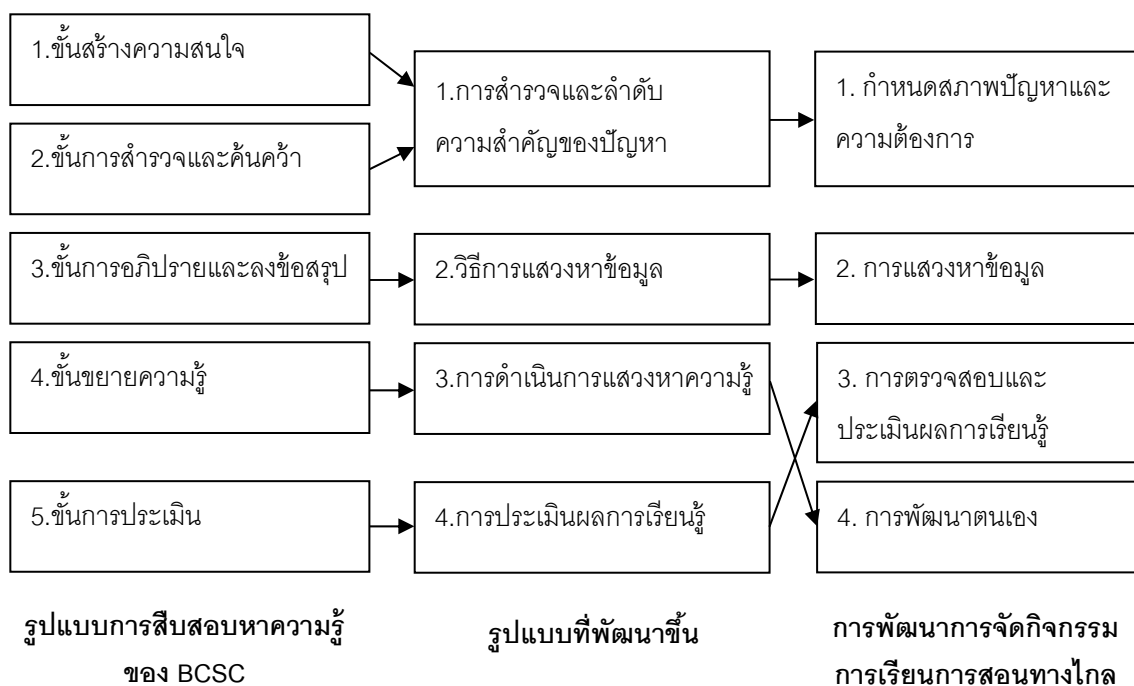 1.ขั้นสร้างความสนใจ
2.ขั้นการสำรวจและค้นคว้า
3.ขั้นการอภิปรายและลงข้อสรุป
4.ขั้นขยายความรู้
5.ขั้นการประเมิน
รูปแบบการสืบสอบหาความรู้
ของ BCSC
1.การสำรวจและลำดับ
ความสำคัญของปัญหา
2.วิธีการแสวงหาข้อมูล
3.การดำเนินการแสวงหาความรู้
4.การประเมินผลการเรียนรู้
รูปแบบที่พัฒนาขึ้น
1. กำหนดสภาพปัญหาและ
ความต้องการ
2. การแสวงหาข้อมูล
3. การตรวจสอบและ
ประเมินผลการเรียนรู้
4. การพัฒนาตนเอง
การพัฒนาการจัดกิจกรรม
การเรียนการสอนทางไกล